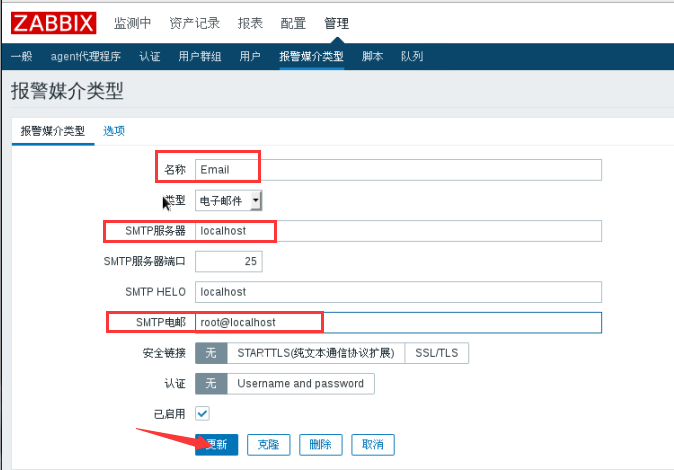 ZABBIX 监测中 资产记录 报表 配置 管理
一般 agent代理程序 认证 用户群组 用户 报警媒介类型 脚本 队列
报警媒介类型
报警媒介类型 选项
名称 Email
类型 电子邮件
SMTP服务器 localhost
SMTP服务器端口 25
SMTP HELO localhost
SMTP电邮 root@localhost
安全链接 无 STARTTLS(纯文本通信协议扩展) SSL/TLS
认证 无 Username and password
已启用
更新 克隆 删除 取消